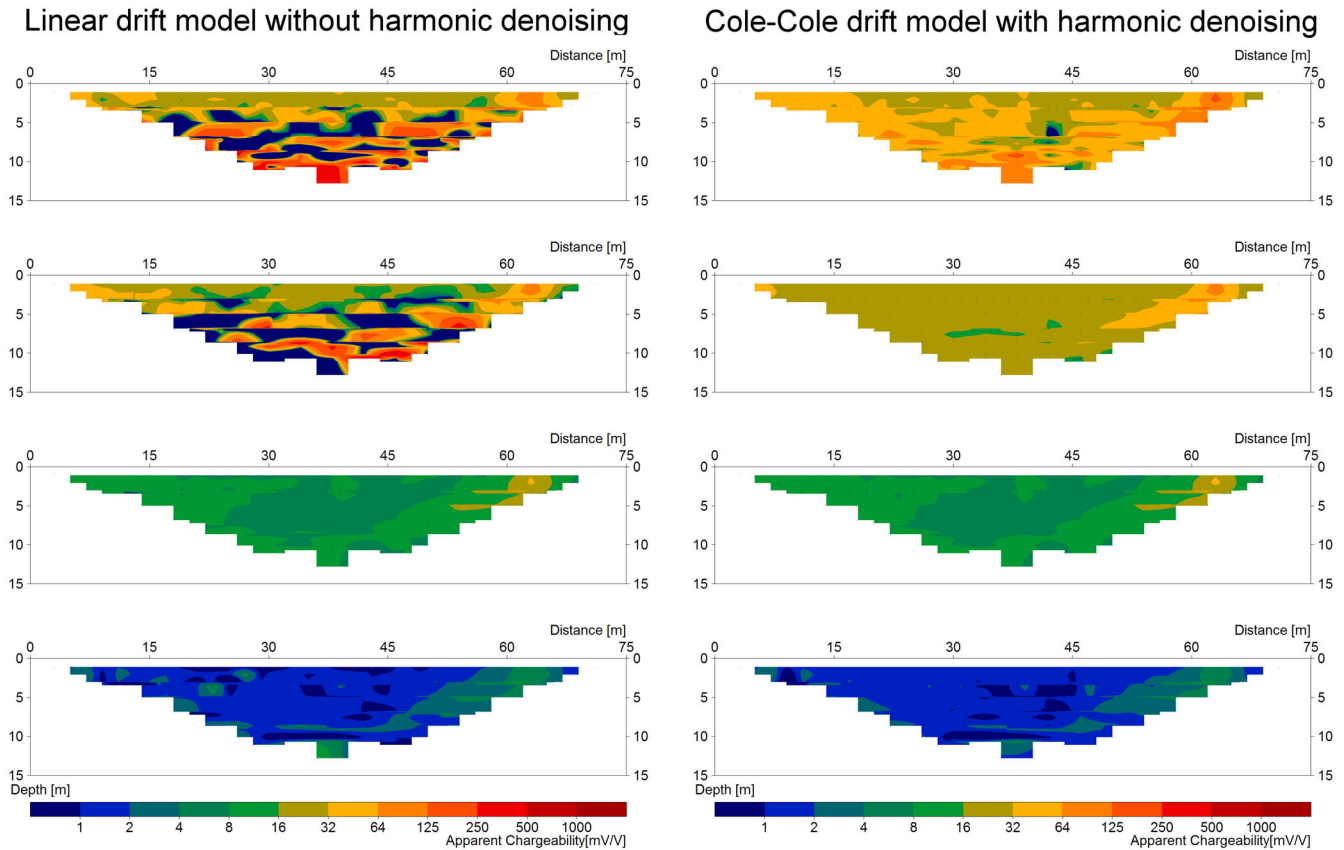 Linear drift model without harmonic denoising
Cole-Cole drift model with harmonic denoising
Distance [m]
Distance [m]
0 15 30 45 60 75
0 15 30 45 60 75
0 0 0 0
5 5 5 5
10 10 10 10
15 15 15 15
Distance [m]
Distance [m]
0 15 30 45 60 75
0 15 30 45 60 75
0 0 0 0
5 5 5 5
10 10 10 10
15 15 15 15
Distance [m]
Distance [m]
0 15 30 45 60 75
0 15 30 45 60 75
0 0 0 0
5 5 5 5
10 10 10 10
15 15 15 15
Distance [m]
Distance [m]
0 15 30 45 60 75
0 15 30 45 60 75
0 0 0 0
5 5 5 5
10 10 10 10
15 15 15 15
Depth [m]
Depth [m]
1 2 4 8 16 32 64 125 250 500 1000
1 2 4 8 16 32 64 125 250 500 1000
Apparent Chargeability[mV/V]
Apparent Chargeability[mV/V]